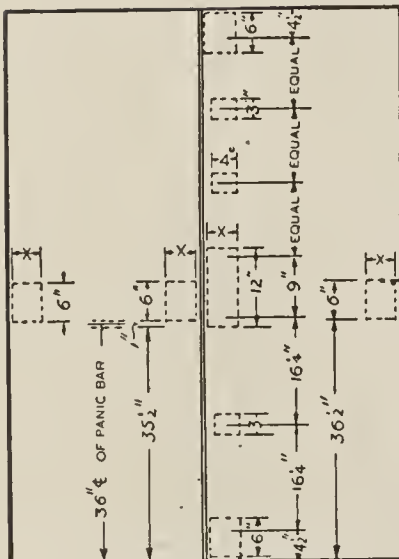 6"
4½"
EQUAL
3"
EQUAL
4"
EQUAL
X
X
6"
X
6"
1"
12"
9"
X
6"
36" ℄ OF PANIC BAR
35½"
16¼"
3
16¼"
36½"
6"
4½"